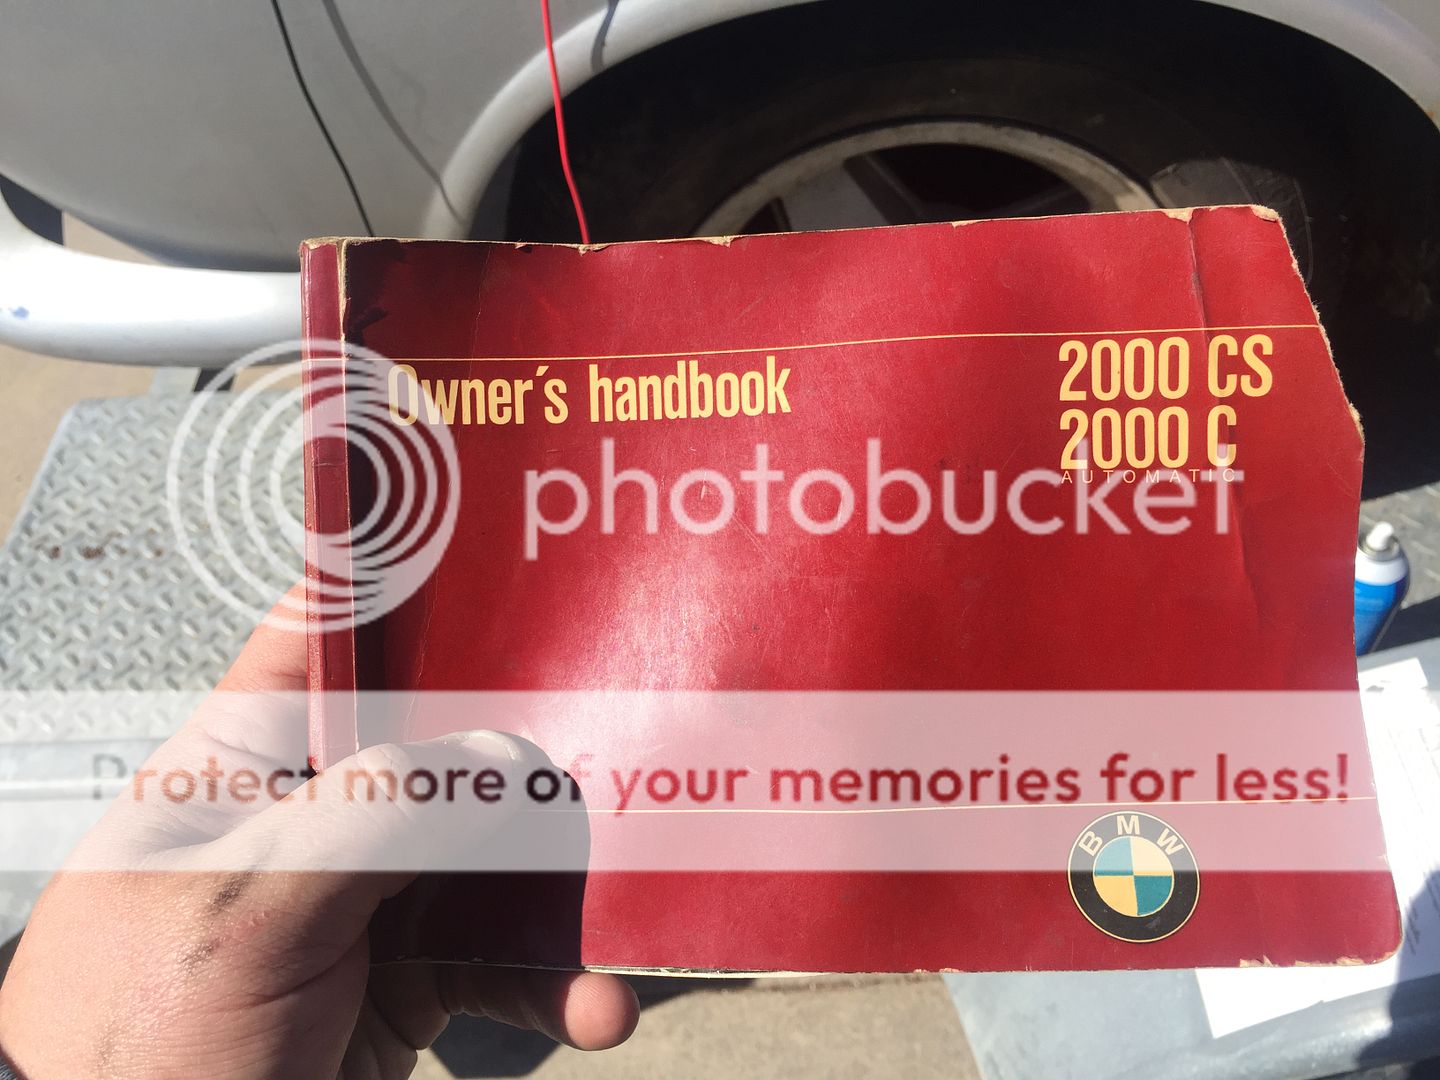 Owner´s handbook
2000 CS
2000 C
AUTOMATIC
photobucket
Protect more of your memories for less!
BMW